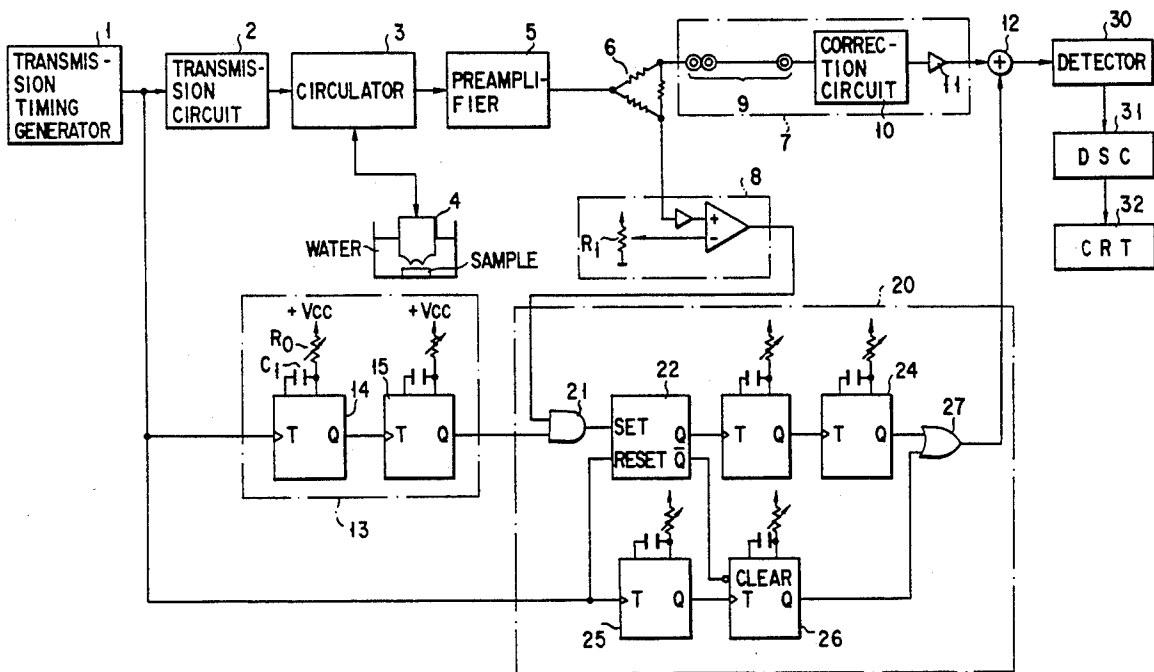 1
TRANSMIS-
SION
TIMING
GENERATOR
2
TRANSMIS-
SION
CIRCUIT
3
CIRCULATOR
5
PREAMPLI-
FIER
6
9
CORREC-
TION
CIRCUIT
10
11
7
12
30
DETECTOR
31
DSC
32
CRT
4
WATER
SAMPLE
8
R1
+
-
+Vcc
+Vcc
R0
C1
14
T Q
15
T Q
13
20
21
22
SET Q
RESET Q̅
T Q
24
T Q
27
25
T Q
CLEAR
T Q
26